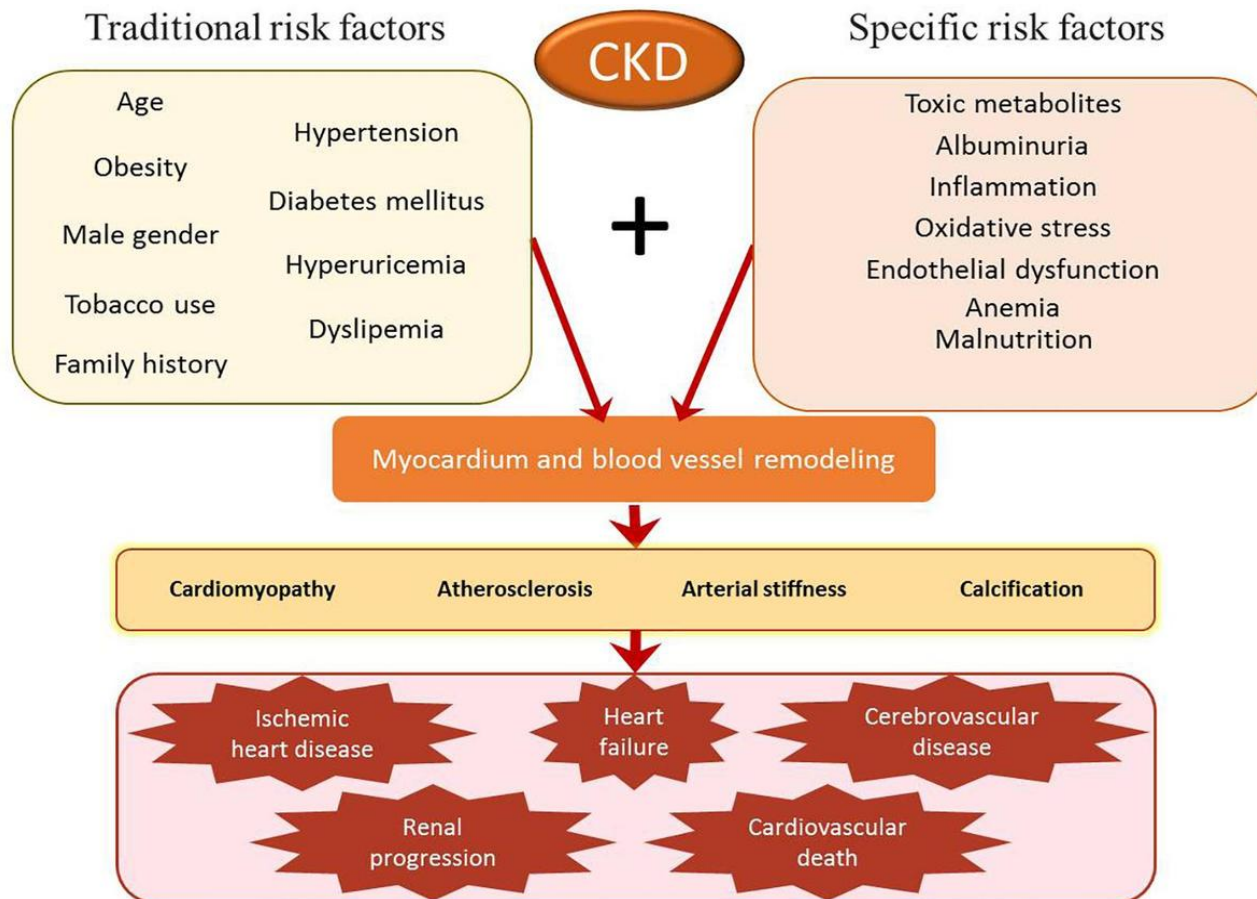 Traditional risk factors
CKD
Specific risk factors
Age
Obesity
Male gender
Tobacco use
Family history
Hypertension
Diabetes mellitus
Hyperuricemia
Dyslipemia
+
Toxic metabolites
Albuminuria
Inflammation
Oxidative stress
Endothelial dysfunction
Anemia
Malnutrition
Myocardium and blood vessel remodeling
Cardiomyopathy Atherosclerosis Arterial stiffness Calcification
Ischemic
heart disease
Heart
failure
Cerebrovascular
disease
Renal
progression
Cardiovascular
death